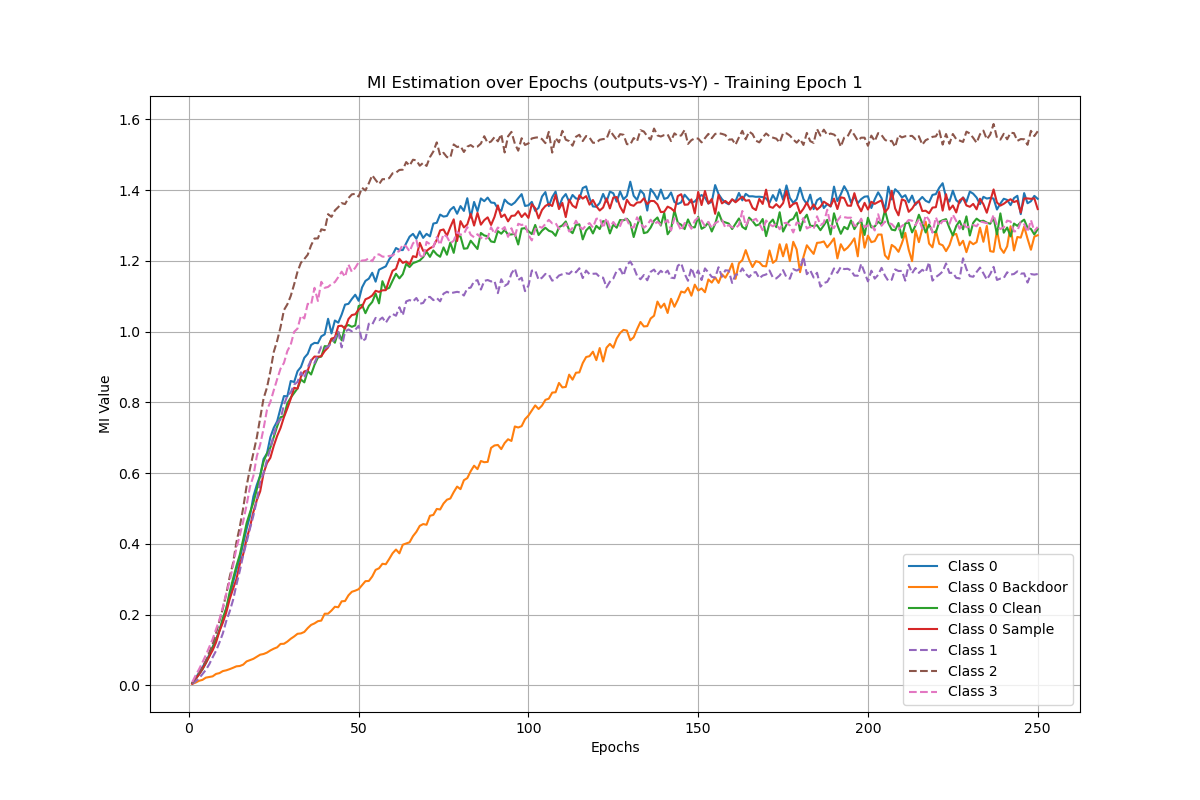 MI Estimation over Epochs (outputs-vs-Y) - Training Epoch 1
MI Value
1.6
1.4
1.2
1.0
0.8
0.6
0.4
0.2
0.0
Class 0
Class 0 Backdoor
Class 0 Clean
Class 0 Sample
Class 1
Class 2
Class 3
0 50 100 150 200 250
Epochs